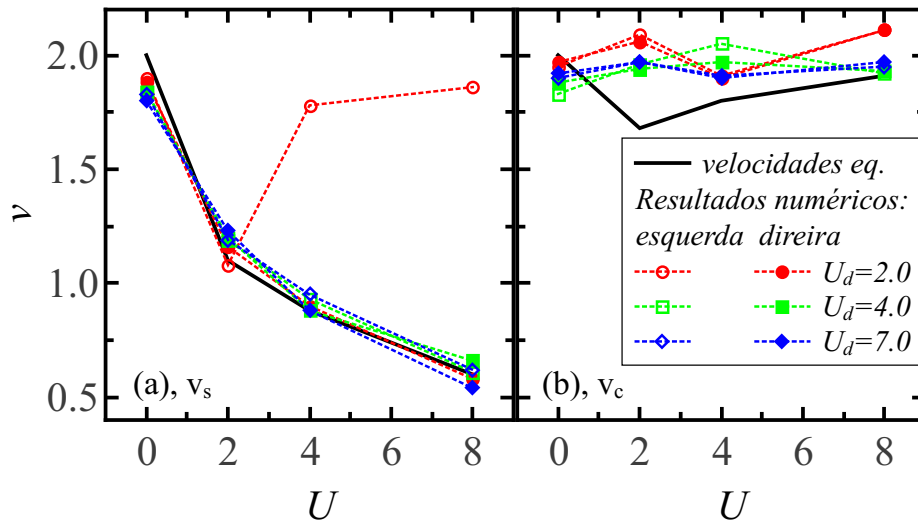 2.0
1.5
1.0
0.5
v
(a), vs
0 2 4 6 8
U
(b), vc
0 2 4 6 8
U
velocidades eq.
Resultados numéricos:
esquerda direira
Ud=2.0
Ud=4.0
Ud=7.0